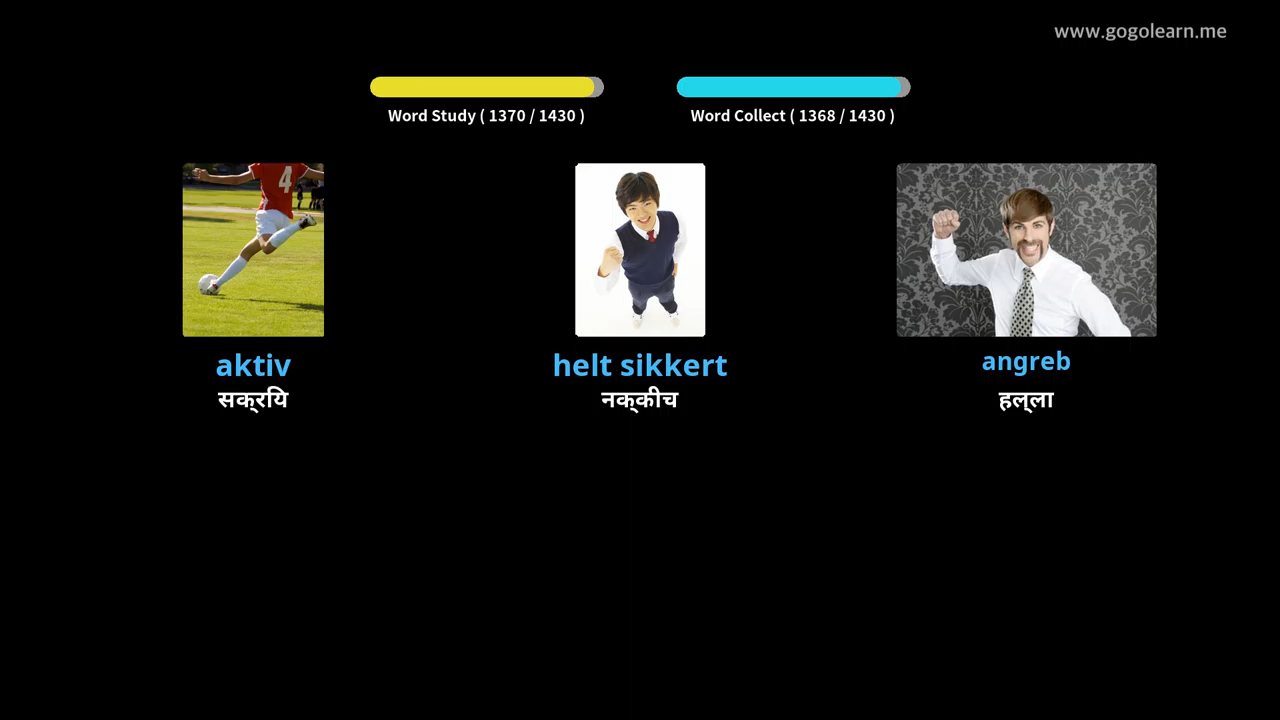 www.gogolearn.me
Word Study ( 1370 / 1430 )
Word Collect ( 1368 / 1430 )
4
aktiv
helt sikkert
angreb
सक्रिय
नक्कीच
हल्ला